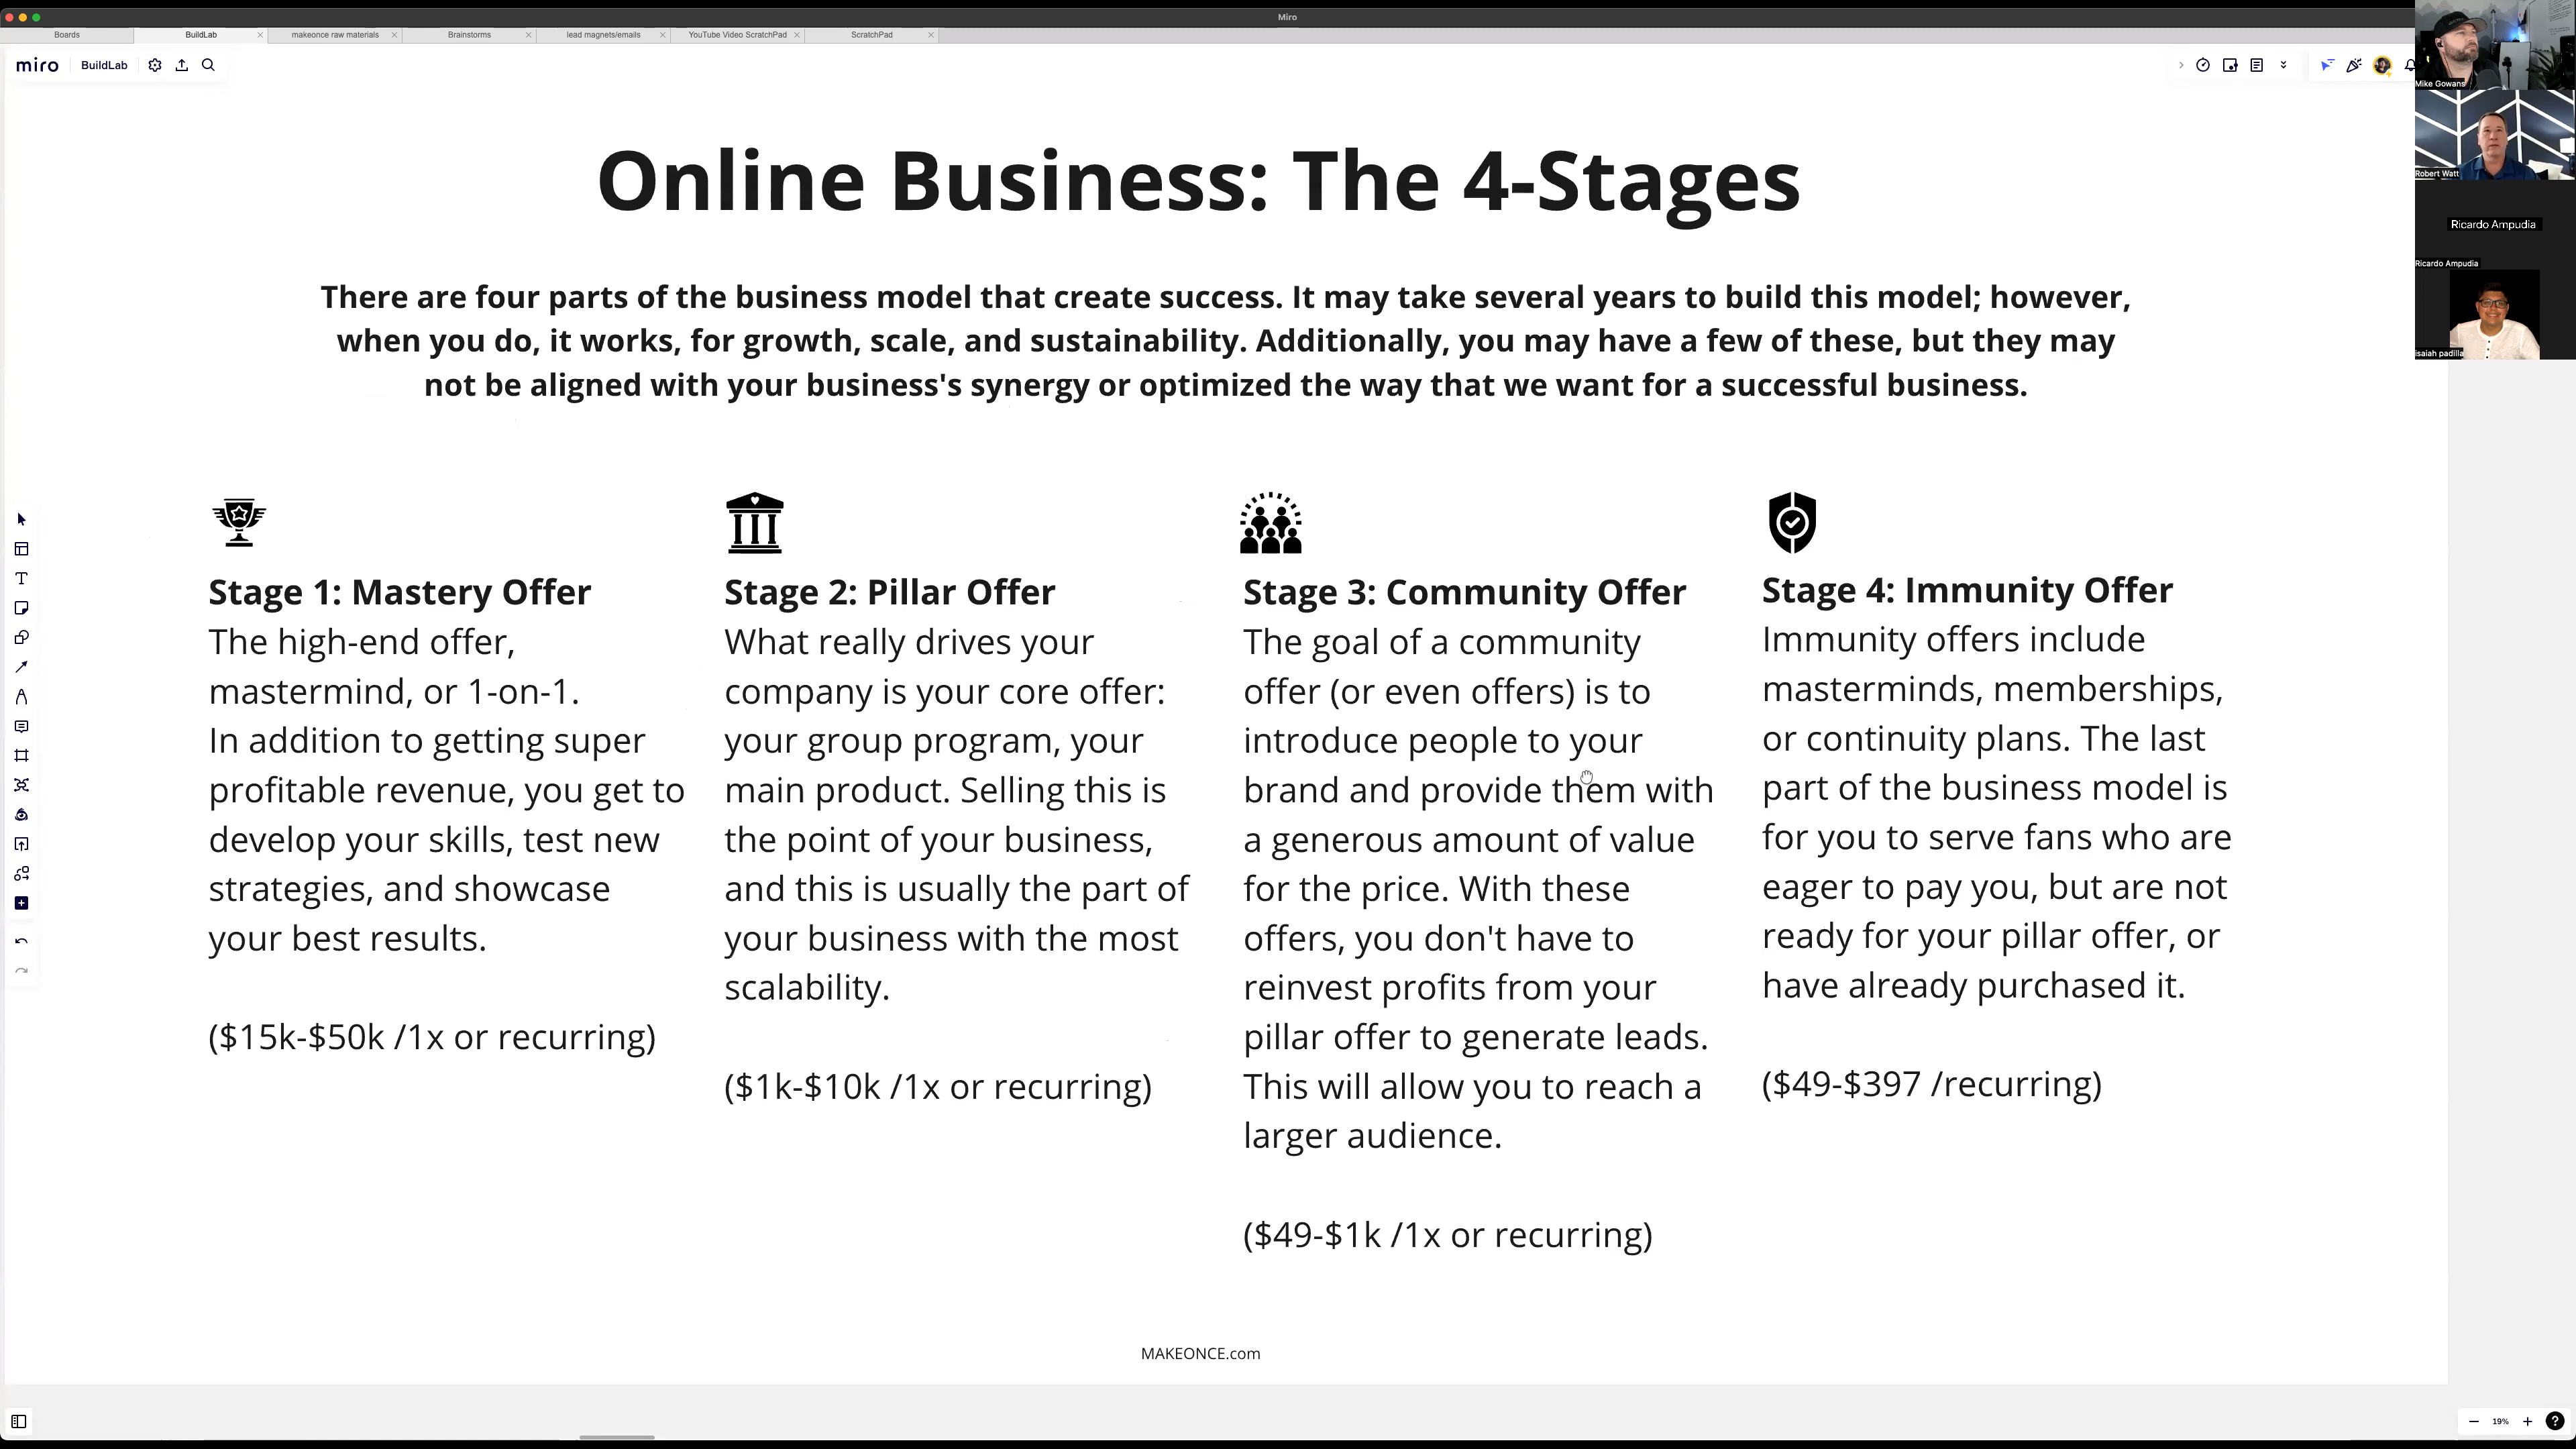 Miro
Boards
BuildLab
makeonce raw materials
Brainstorms
lead magnets/emails
YouTube Video ScratchPad
ScratchPad
miro
BuildLab
Mike Gowans
Robert Watt
Ricardo Ampudia
Ricardo Ampudia
isaiah padilla
Online Business: The 4-Stages
There are four parts of the business model that create success. It may take several years to build this model; however,
when you do, it works, for growth, scale, and sustainability. Additionally, you may have a few of these, but they may
not be aligned with your business's synergy or optimized the way that we want for a successful business.
Stage 1: Mastery Offer
The high-end offer,
mastermind, or 1-on-1.
In addition to getting super
profitable revenue, you get to
develop your skills, test new
strategies, and showcase
your best results.
($15k-$50k /1x or recurring)
Stage 2: Pillar Offer
What really drives your
company is your core offer:
your group program, your
main product. Selling this is
the point of your business,
and this is usually the part of
your business with the most
scalability.
($1k-$10k /1x or recurring)
Stage 3: Community Offer
The goal of a community
offer (or even offers) is to
introduce people to your
brand and provide them with
a generous amount of value
for the price. With these
offers, you don't have to
reinvest profits from your
pillar offer to generate leads.
This will allow you to reach a
larger audience.
($49-$1k /1x or recurring)
Stage 4: Immunity Offer
Immunity offers include
masterminds, memberships,
or continuity plans. The last
part of the business model is
for you to serve fans who are
eager to pay you, but are not
ready for your pillar offer, or
have already purchased it.
($49-$397 /recurring)
MAKEONCE.com
19%